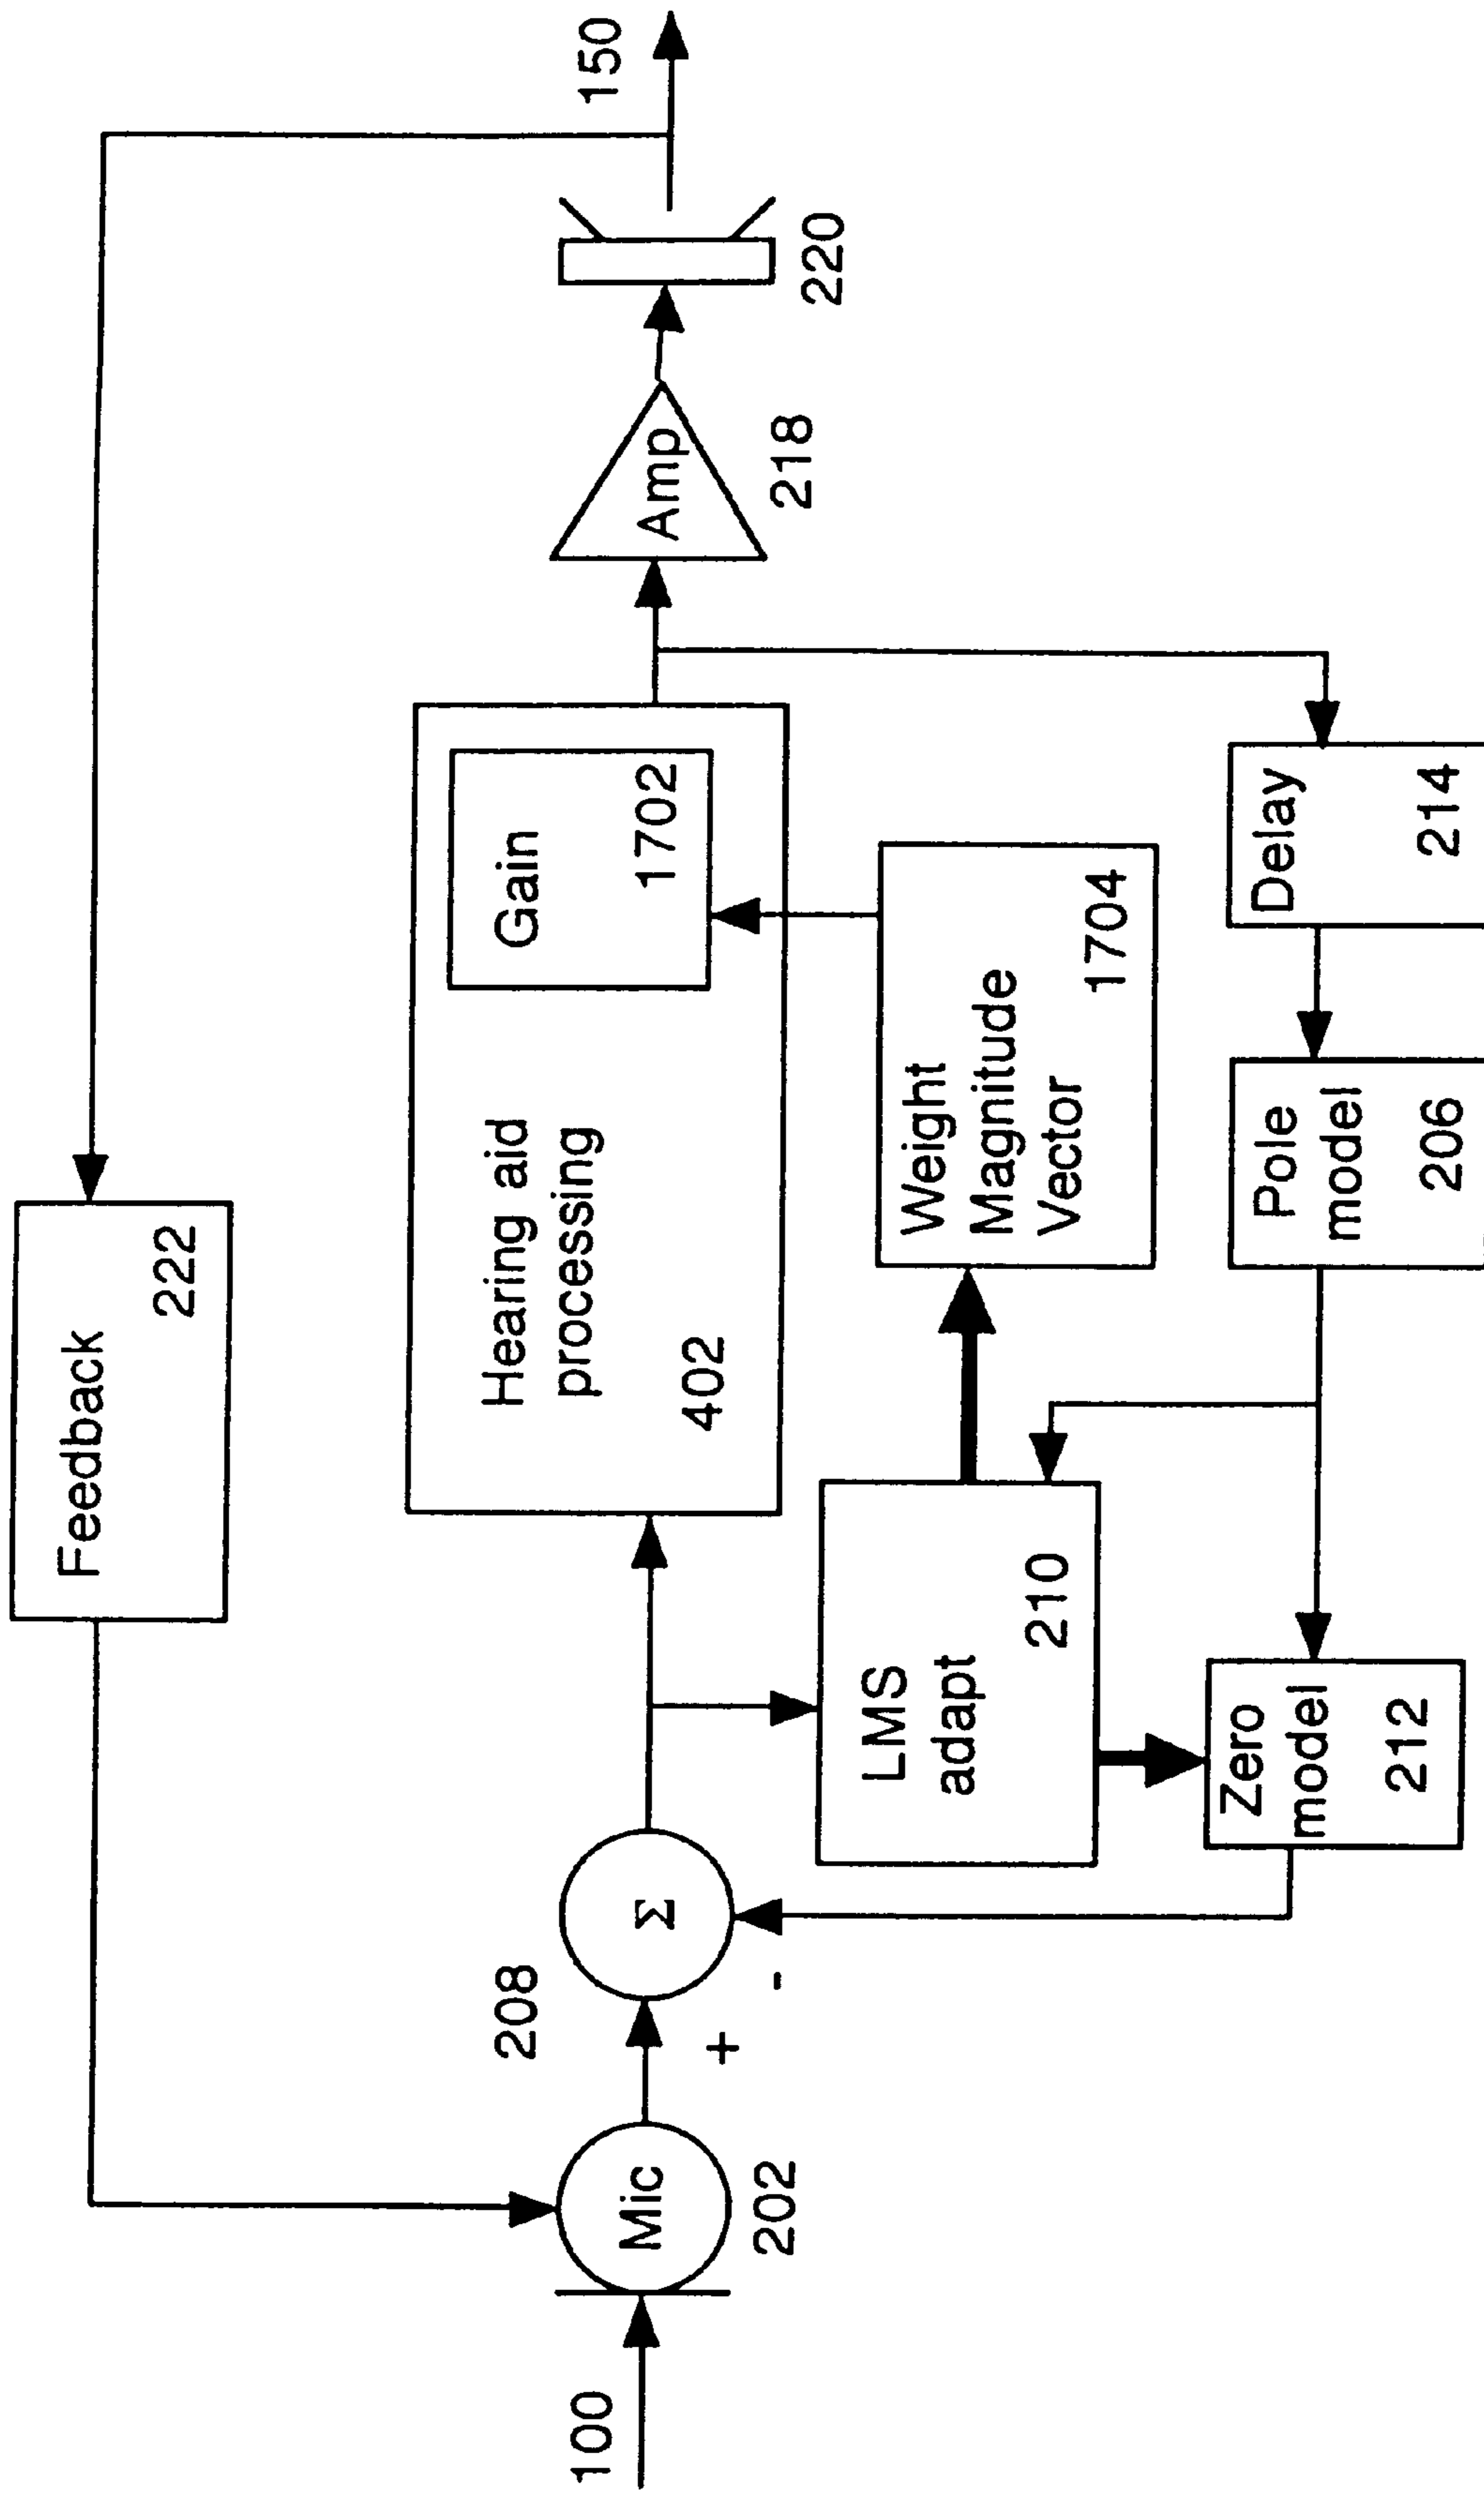 Feedback
222
150
Hearing aid
processing
402
Gain
1702
Amp
218
220
208
Σ
Mic
202
100
+
-
LMS
adapt
210
Weight
Magnitude
Vector
1704
Zero
model
212
Pole
model
206
Delay
214